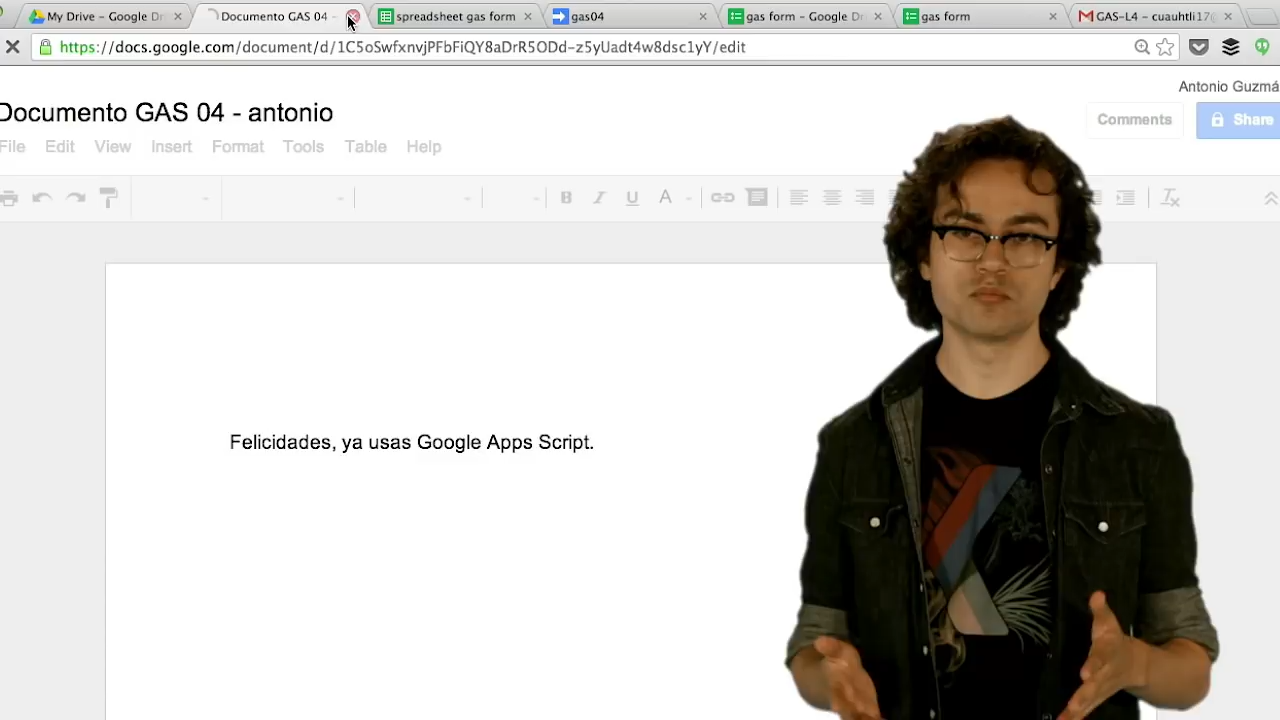 My Drive – Google Dr
Documento GAS 04 -
spreadsheet gas form
gas04
gas form – Google Dr
gas form
GAS-L4 – cuauhtli17@
https://docs.google.com/document/d/1C5oSwfxnvjPFbFiQY8aDrR5ODd-z5yUadt4w8dsc1yY/edit
Antonio Guzmá
Documento GAS 04 - antonio
Comments
Share
File Edit View Insert Format Tools Table Help
B I U A
Felicidades, ya usas Google Apps Script.